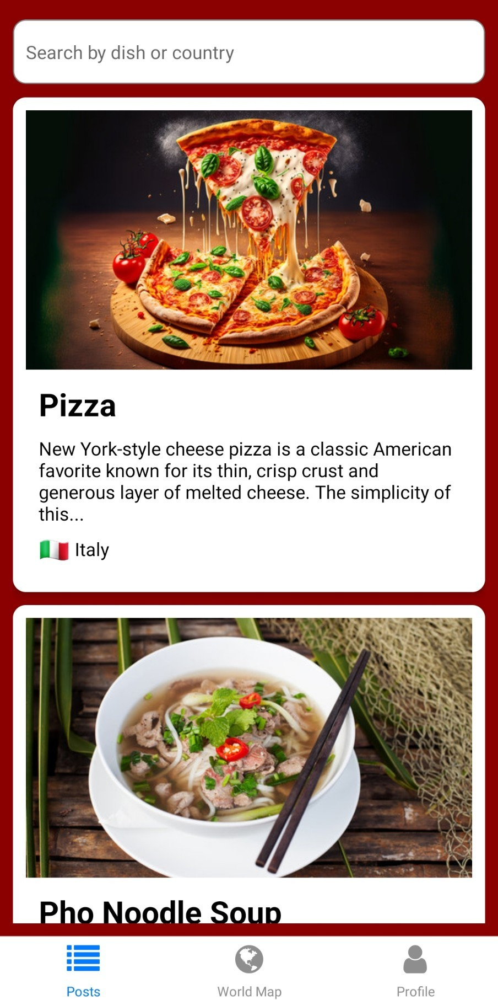 Search by dish or country
Pizza
New York-style cheese pizza is a classic American
favorite known for its thin, crisp crust and
generous layer of melted cheese. The simplicity of
this...
🇮🇹 Italy
Pho Noodle Soup
Posts
World Map
Profile